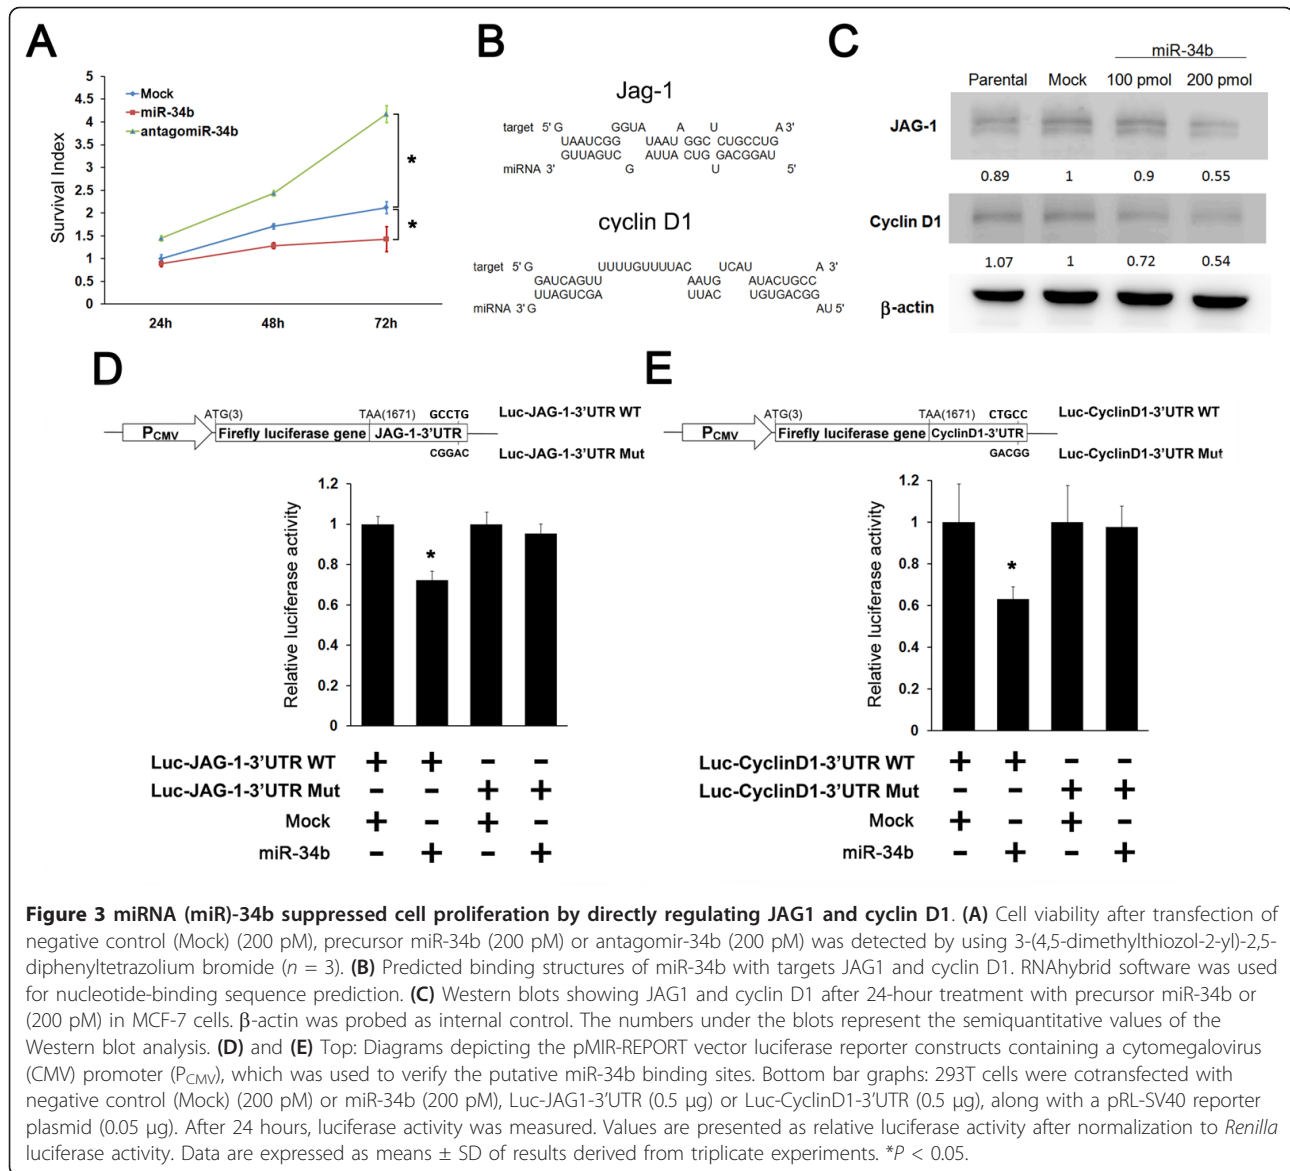 A
Survival Index
5
4.5
4
3.5
3
2.5
2
1.5
1
0.5
0
Mock
miR-34b
antagomiR-34b
*
*
24h 48h 72h
B
Jag-1
target 5' G GGUA A U A 3'
UAAUCGG UAAU GGC CUGCCUG
GUUAGUC AUUA CUG GACGGAU
miRNA 3' G U 5'
cyclin D1
target 5' G UUUUGUUUUAC UCAU A 3'
GAUCAGUU AAUG AUACUGCC
UUAGUCGA UUAC UGUGACGG
miRNA 3' G AU 5'
C
miR-34b
Parental Mock 100 pmol 200 pmol
JAG-1
0.89 1 0.9 0.55
Cyclin D1
1.07 1 0.72 0.54
β-actin
D
ATG(3) TAA(1671) GCCTG Luc-JAG-1-3'UTR WT
PCMV Firefly luciferase gene JAG-1-3'UTR
CGGAC Luc-JAG-1-3'UTR Mut
Relative luciferase activity
1.2
1
0.8
0.6
0.4
0.2
0
*
Luc-JAG-1-3'UTR WT + + - -
Luc-JAG-1-3'UTR Mut - - + +
Mock + - + -
miR-34b - + - +
E
ATG(3) TAA(1671) CTGCC Luc-CyclinD1-3'UTR WT
PCMV Firefly luciferase gene CyclinD1-3'UTR
GACGG Luc-CyclinD1-3'UTR Mut
Relative luciferase activity
1.2
1
0.8
0.6
0.4
0.2
0
*
Luc-CyclinD1-3'UTR WT + + - -
Luc-CyclinD1-3'UTR Mut - - + +
Mock + - + -
miR-34b - + - +
Figure 3 miRNA (miR)-34b suppressed cell proliferation by directly regulating JAG1 and cyclin D1. (A) Cell viability after transfection of
negative control (Mock) (200 pM), precursor miR-34b (200 pM) or antagomir-34b (200 pM) was detected by using 3-(4,5-dimethylthiozol-2-yl)-2,5-
diphenyltetrazolium bromide (n = 3). (B) Predicted binding structures of miR-34b with targets JAG1 and cyclin D1. RNAhybrid software was used
for nucleotide-binding sequence prediction. (C) Western blots showing JAG1 and cyclin D1 after 24-hour treatment with precursor miR-34b or
(200 pM) in MCF-7 cells. β-actin was probed as internal control. The numbers under the blots represent the semiquantitative values of the
Western blot analysis. (D) and (E) Top: Diagrams depicting the pMIR-REPORT vector luciferase reporter constructs containing a cytomegalovirus
(CMV) promoter (PCMV), which was used to verify the putative miR-34b binding sites. Bottom bar graphs: 293T cells were cotransfected with
negative control (Mock) (200 pM) or miR-34b (200 pM), Luc-JAG1-3'UTR (0.5 μg) or Luc-CyclinD1-3'UTR (0.5 μg), along with a pRL-SV40 reporter
plasmid (0.05 μg). After 24 hours, luciferase activity was measured. Values are presented as relative luciferase activity after normalization to Renilla
luciferase activity. Data are expressed as means ± SD of results derived from triplicate experiments. *P < 0.05.